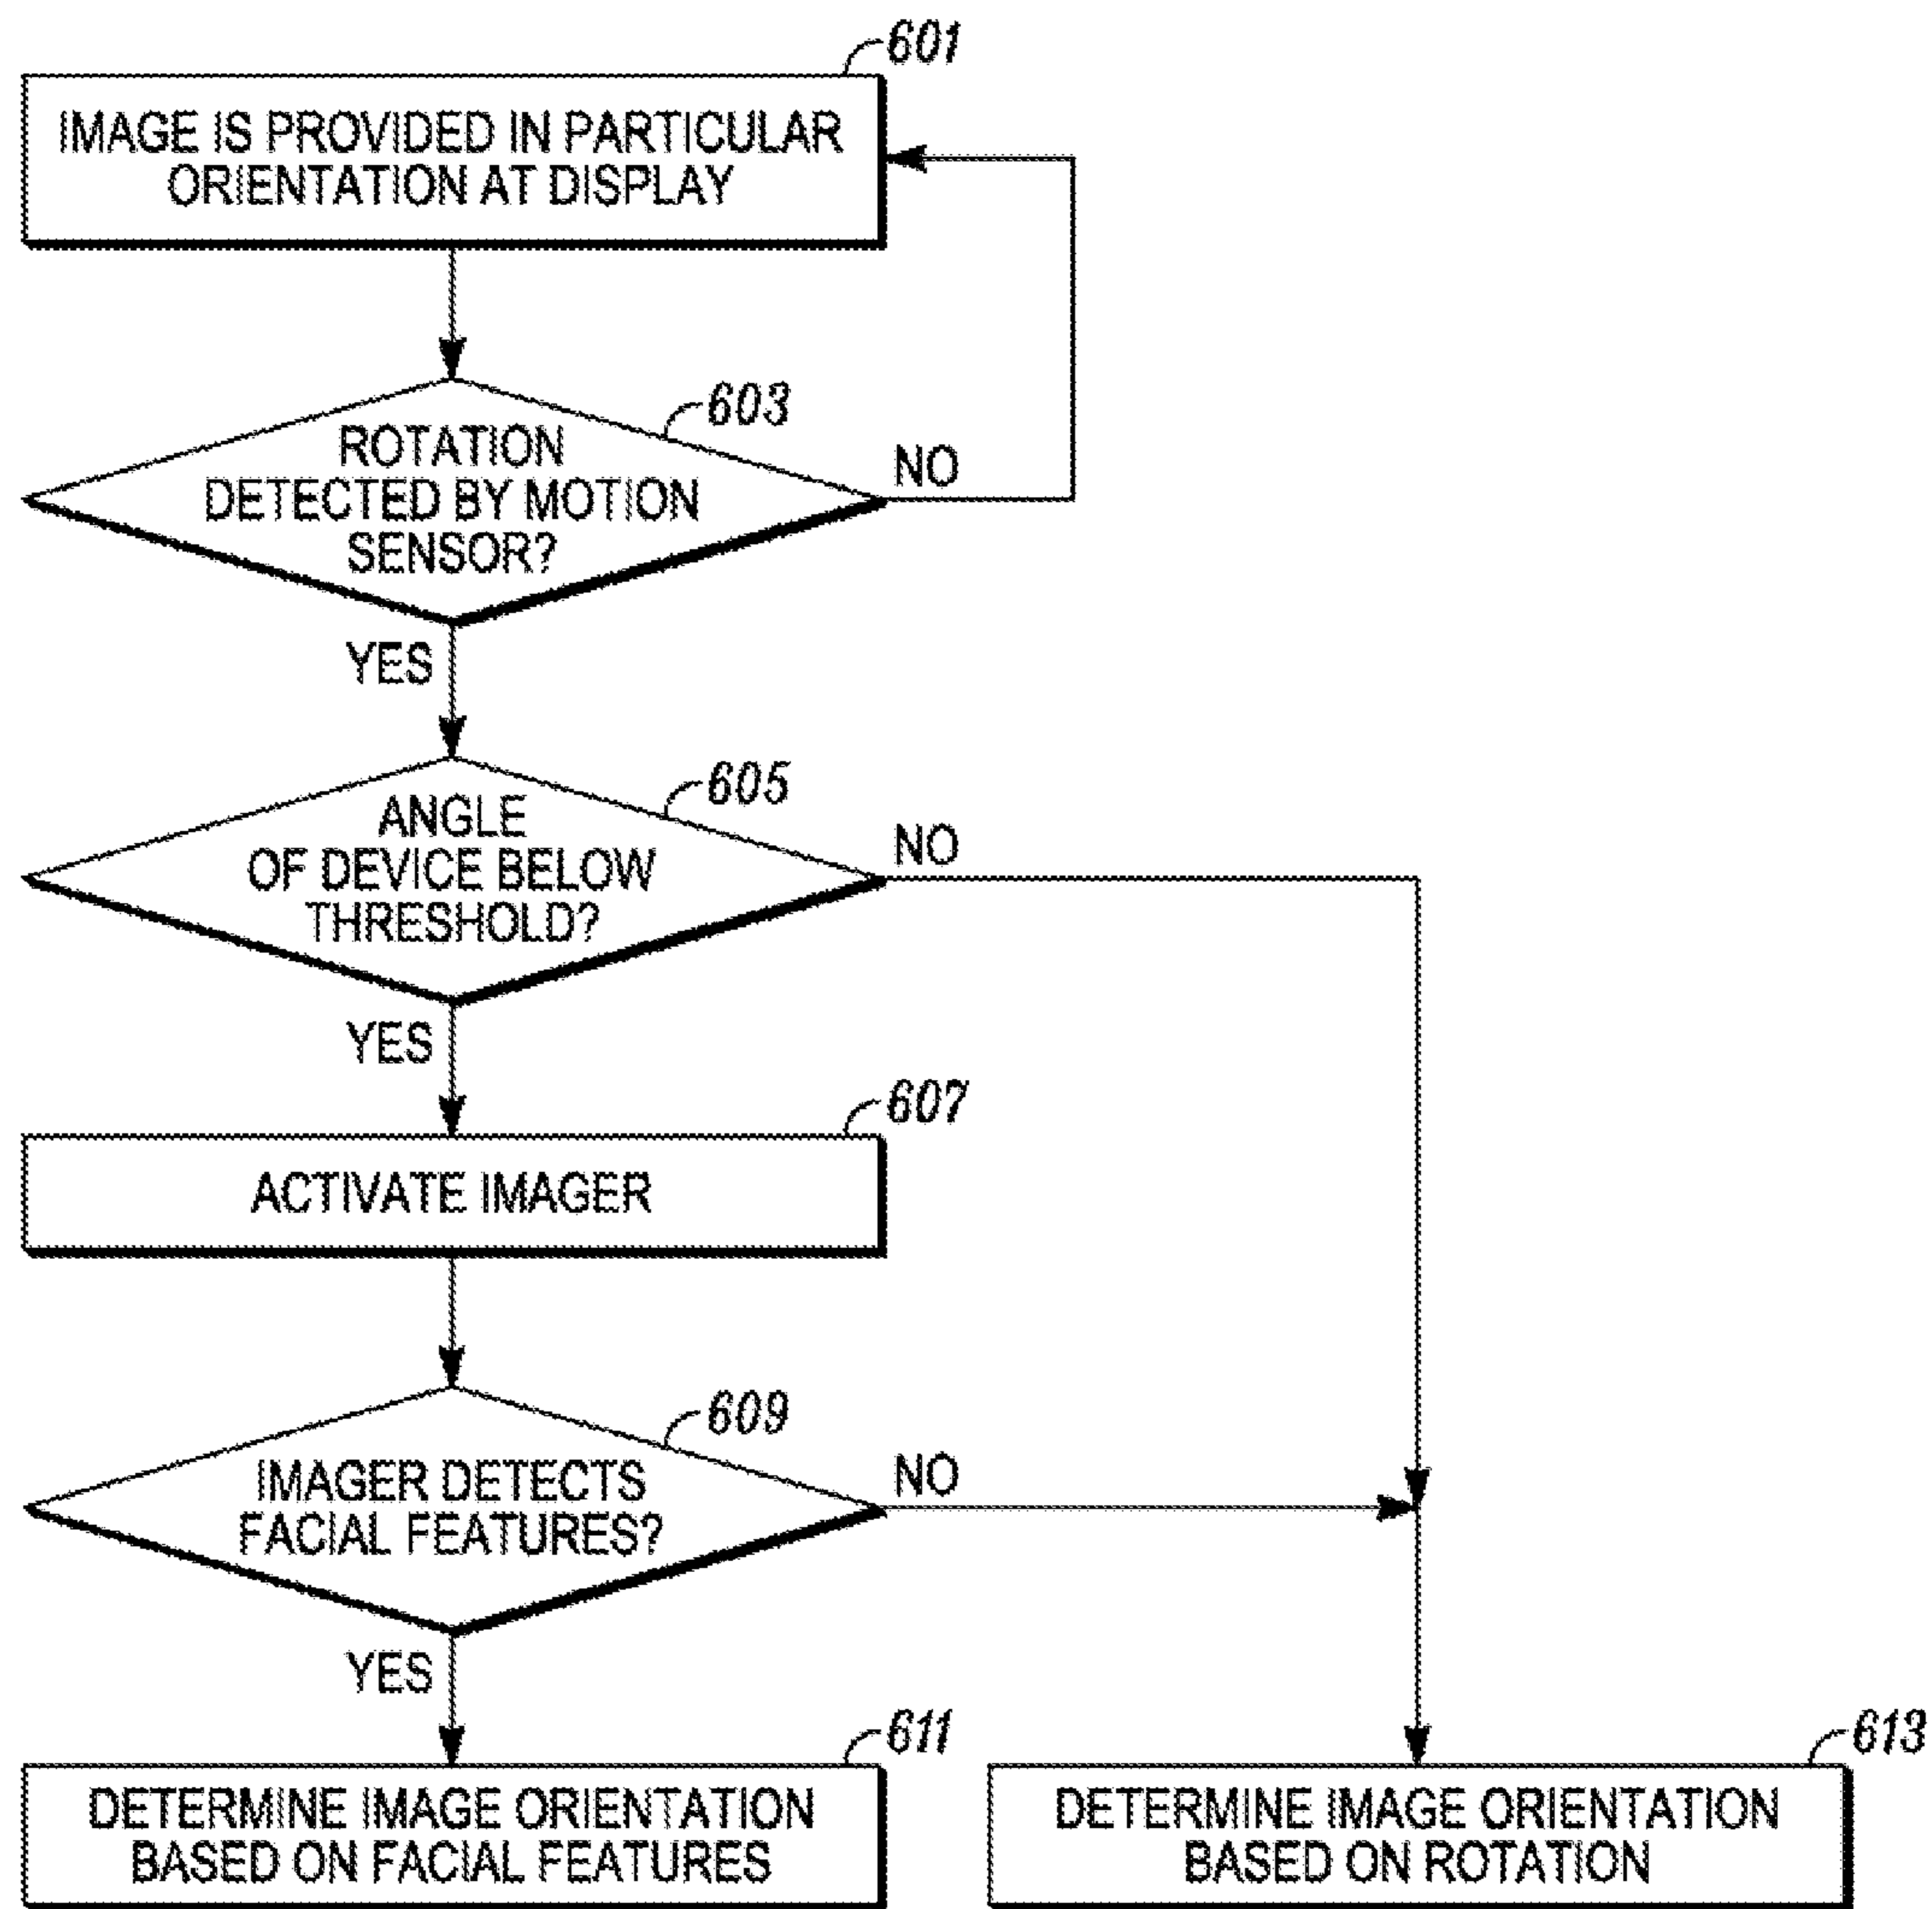 601
IMAGE IS PROVIDED IN PARTICULAR
ORIENTATION AT DISPLAY
603
ROTATION
DETECTED BY MOTION
SENSOR?
NO
YES
605
ANGLE
OF DEVICE BELOW
THRESHOLD?
NO
YES
607
ACTIVATE IMAGER
609
IMAGER DETECTS
FACIAL FEATURES?
NO
YES
611
DETERMINE IMAGE ORIENTATION
BASED ON FACIAL FEATURES
613
DETERMINE IMAGE ORIENTATION
BASED ON ROTATION